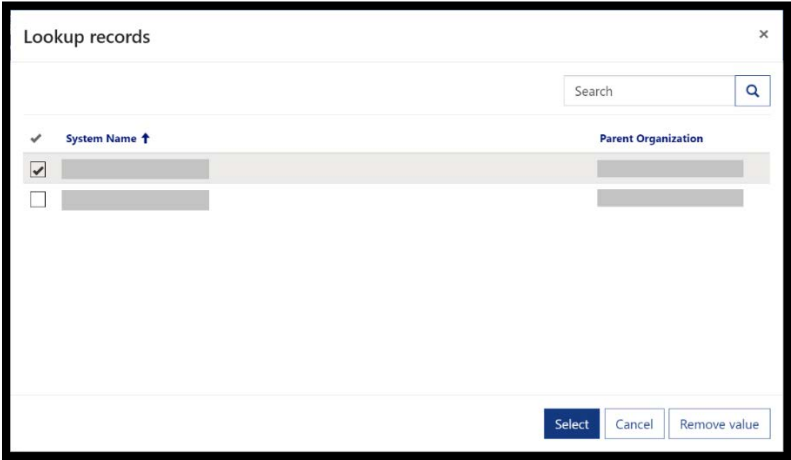 Lookup records ×
Search
System Name ↑ Parent Organization
Select Cancel Remove value